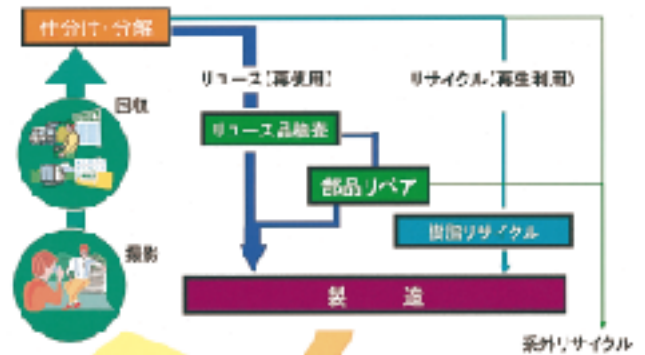 仕分け・分解
リユース(再使用)
リサイクル(再生利用)
回収
リユース品検査
部品リペア
樹脂リサイクル
撮影
製 造
系外リサイクル